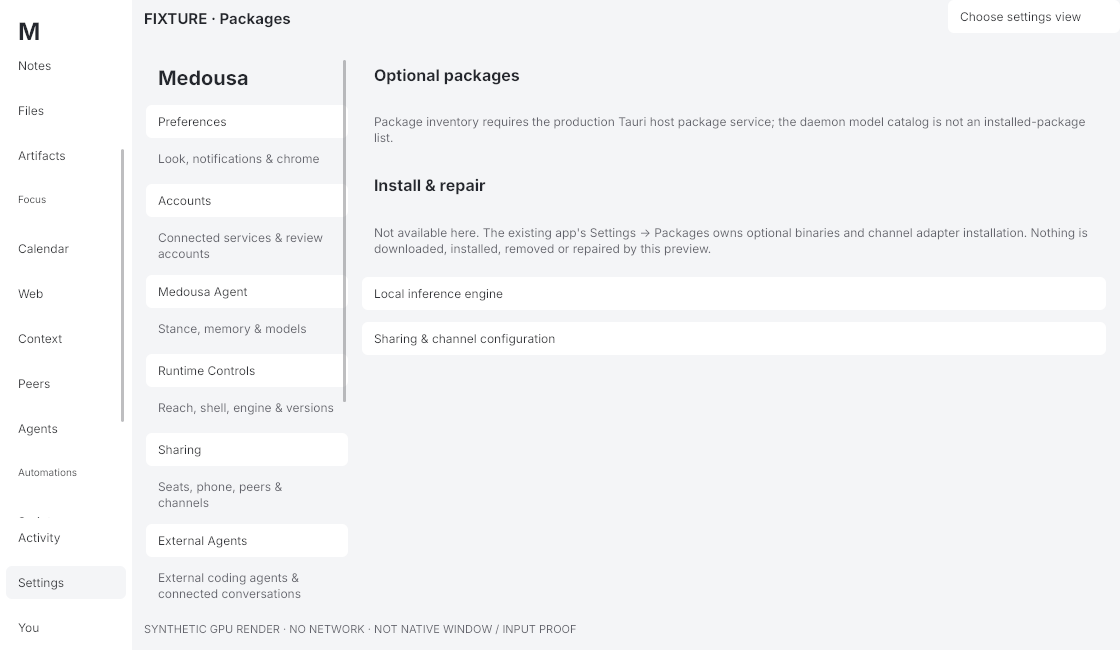 M
Notes
Files
Artifacts
Focus
Calendar
Web
Context
Peers
Agents
Automations
Activity
Settings
You
FIXTURE · Packages
Choose settings view
Medousa
Preferences
Look, notifications & chrome
Accounts
Connected services & review
accounts
Medousa Agent
Stance, memory & models
Runtime Controls
Reach, shell, engine & versions
Sharing
Seats, phone, peers &
channels
External Agents
External coding agents &
connected conversations
Optional packages
Package inventory requires the production Tauri host package service; the daemon model catalog is not an installed-package
list.
Install & repair
Not available here. The existing app's Settings → Packages owns optional binaries and channel adapter installation. Nothing is
downloaded, installed, removed or repaired by this preview.
Local inference engine
Sharing & channel configuration
SYNTHETIC GPU RENDER · NO NETWORK · NOT NATIVE WINDOW / INPUT PROOF